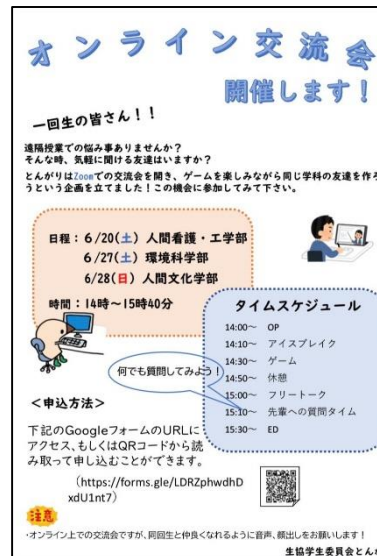 オンライン交流会
開催します!
一回生の皆さん!!
遠隔授業での悩み事ありませんか?
そんな時、気軽に聞ける友達はいますか?
とんがりはZoomでの交流会を開き、ゲームを楽しみながら同じ学科の友達を作ろ
うという企画を立てました!この機会に参加してみて下さい。
日程:6/20(土)人間看護・工学部
6/27(土)環境科学部
6/28(日)人間文化学部
時間:14時～15時40分
タイムスケジュール
14:00～ OP
14:10～ アイスブレイク
14:30～ ゲーム
14:50～ 休憩
15:00～ フリートーク
15:10～ 先輩への質問タイム
15:30～ ED
何でも質問してみよう!
<申込方法>
下記のGoogleフォームのURLに
アクセス、もしくはQRコードから読
み取って申し込むことができます。
(https://forms.gle/LDRZphwdhD
xdU1nt7)
注意
・オンライン上での交流会ですが、同回生と仲良くなれるように音声、顔出しをお願いします!
生協学生委員会とん